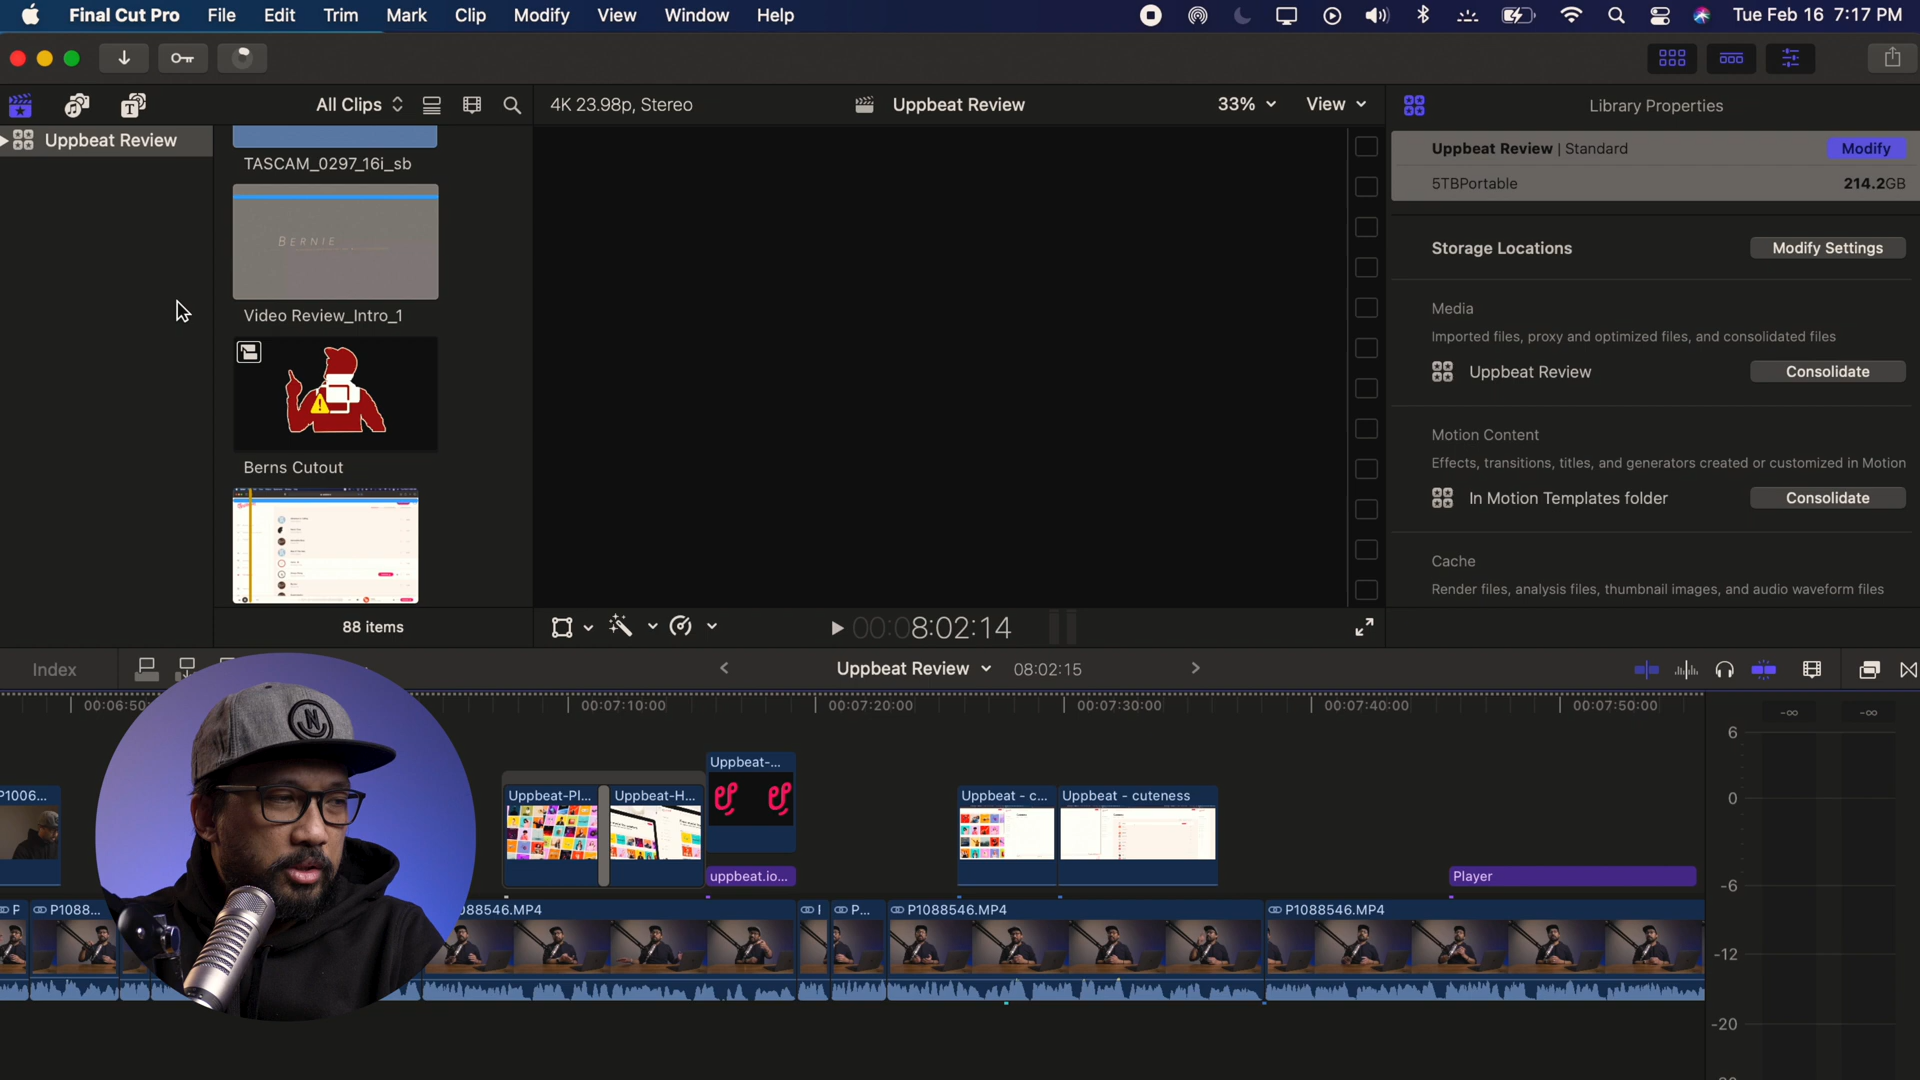 Final Cut Pro File Edit Trim Mark Clip Modify View Window Help Tue Feb 16 7:17 PM
All Clips 4K 23.98p, Stereo Uppbeat Review 33% View Library Properties
Uppbeat Review
TASCAM_0297_16i_sb
BERNIE
Video Review_Intro_1
Berns Cutout
88 items
00:08:02:14
Uppbeat Review | Standard Modify
5TBPortable 214.2GB
Storage Locations Modify Settings
Media
Imported files, proxy and optimized files, and consolidated files
Uppbeat Review Consolidate
Motion Content
Effects, transitions, titles, and generators created or customized in Motion
In Motion Templates folder Consolidate
Cache
Render files, analysis files, thumbnail images, and audio waveform files
Index Uppbeat Review 08:02:15
00:06:50 00:07:10:00 00:07:20:00 00:07:30:00 00:07:40:00 00:07:50:00
-∞ -∞
6
0
-6
-12
-20
Uppbeat-...
P1006... Uppbeat-Pl... Uppbeat-H... Uppbeat - c... Uppbeat - cuteness
uppbeat.io... Player
P P1088... 88546.MP4 P... P1088546.MP4 P1088546.MP4